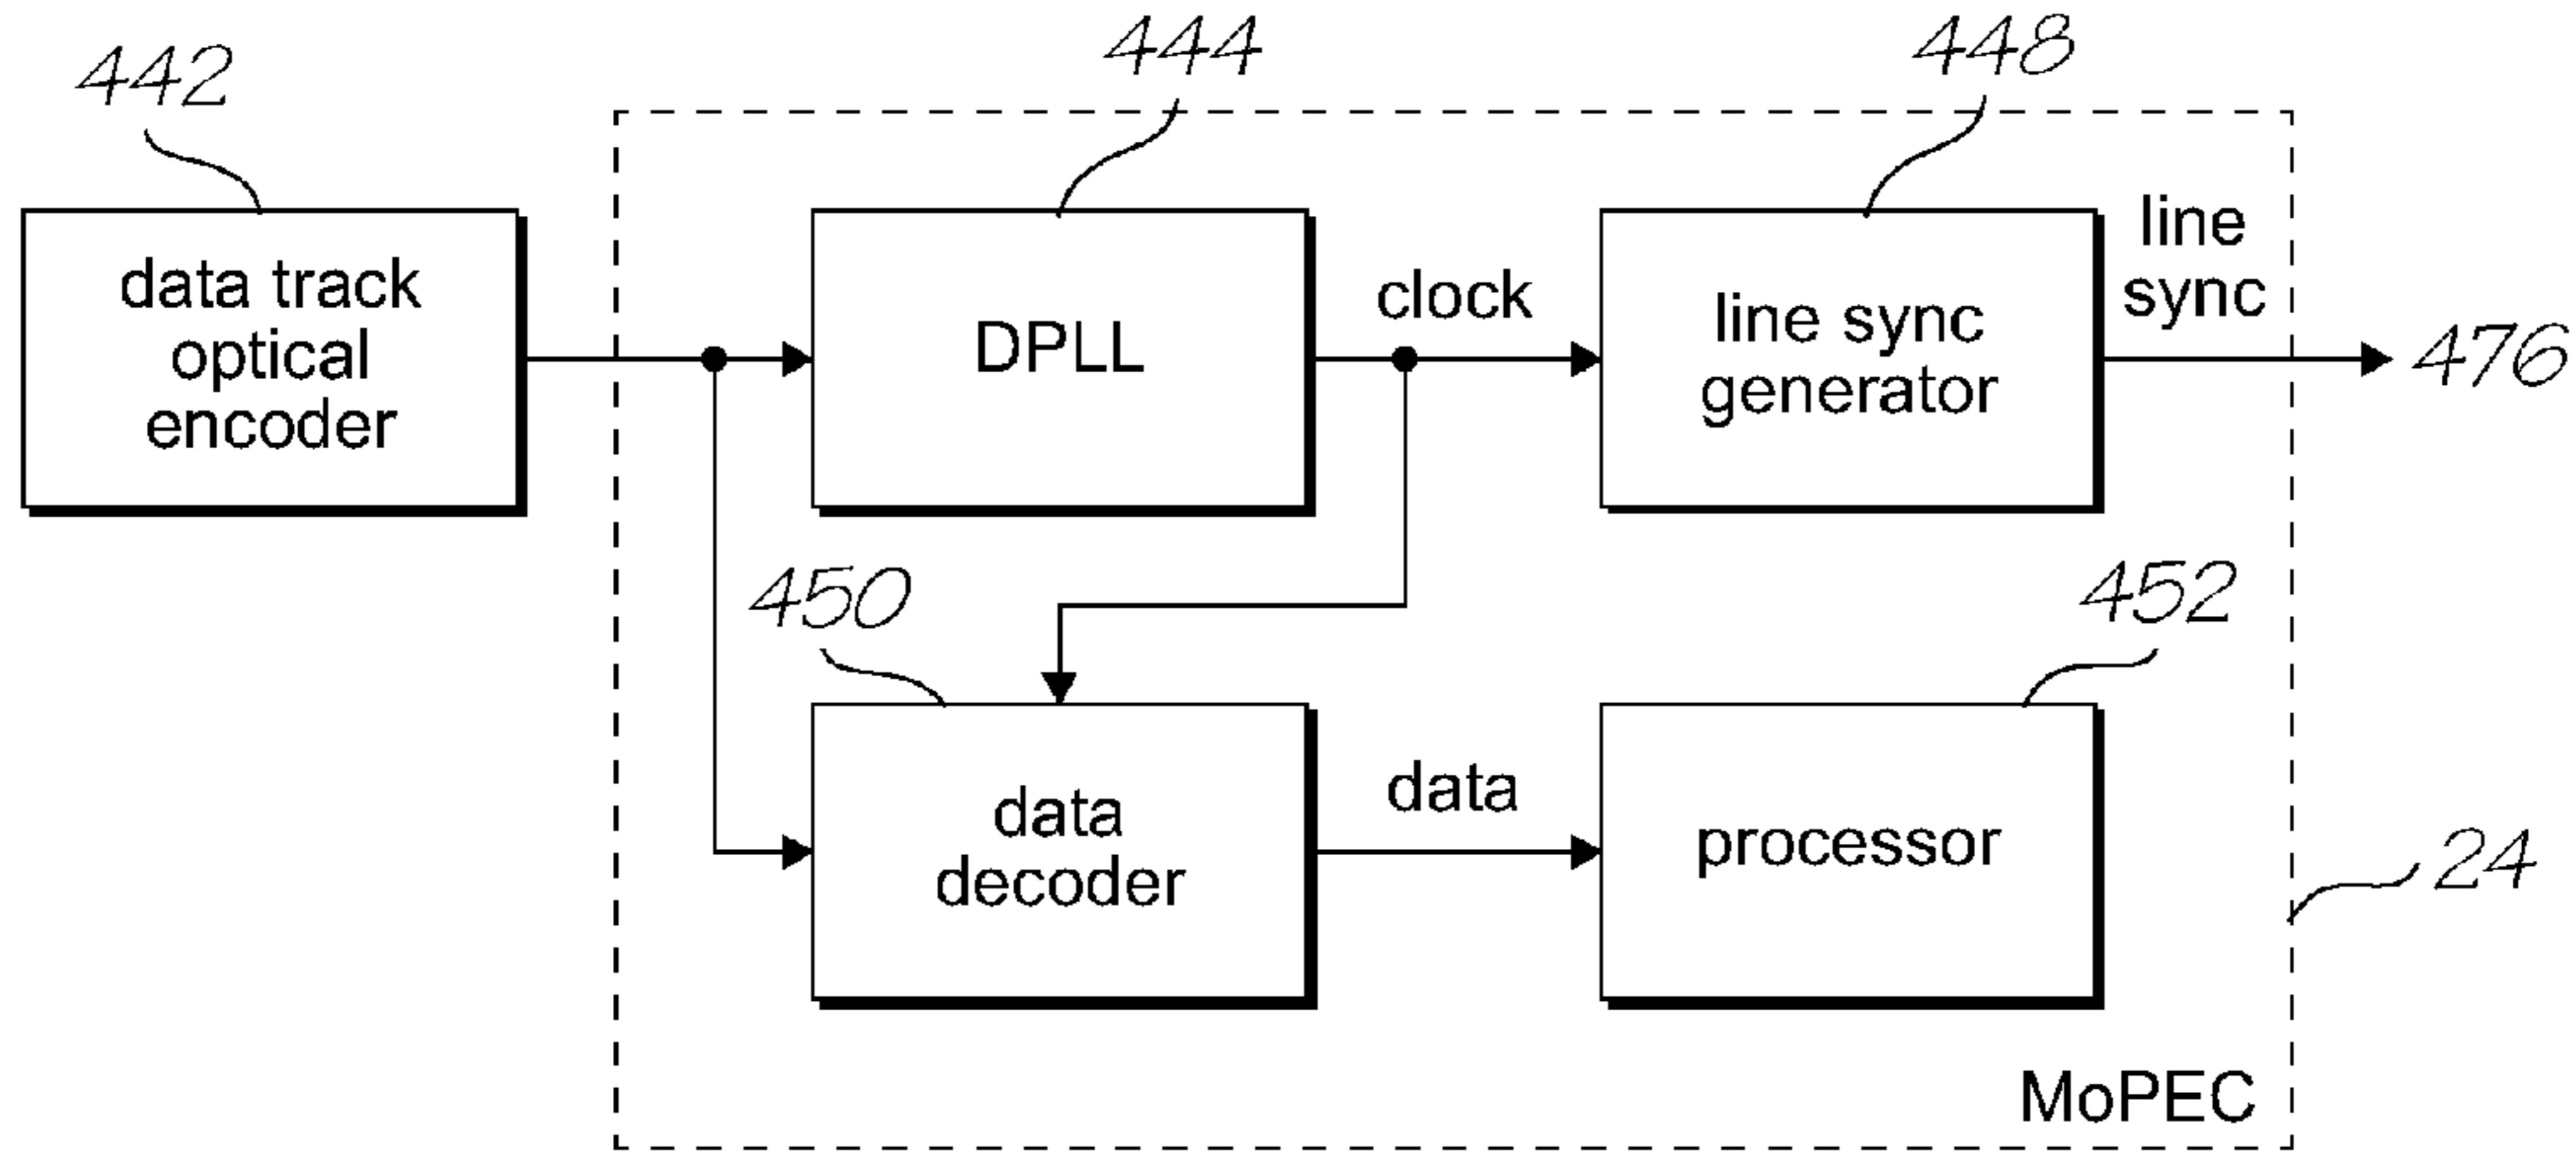 442
444
448
data track
optical
encoder
DPLL
clock
line sync
generator
line
sync
476
450
452
data
decoder
data
processor
24
MoPEC